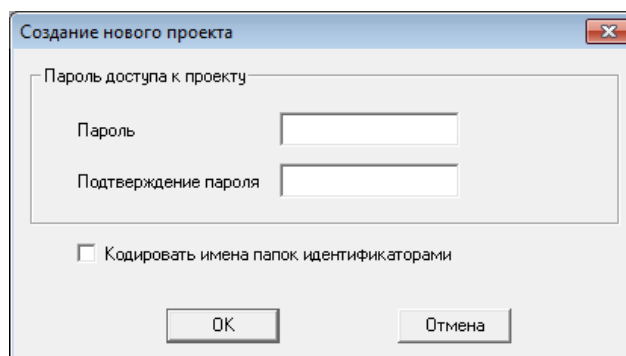 Создание нового проекта
Пароль доступа к проекту
Пароль
Подтверждение пароля
Кодировать имена папок идентификаторами
OK
Отмена